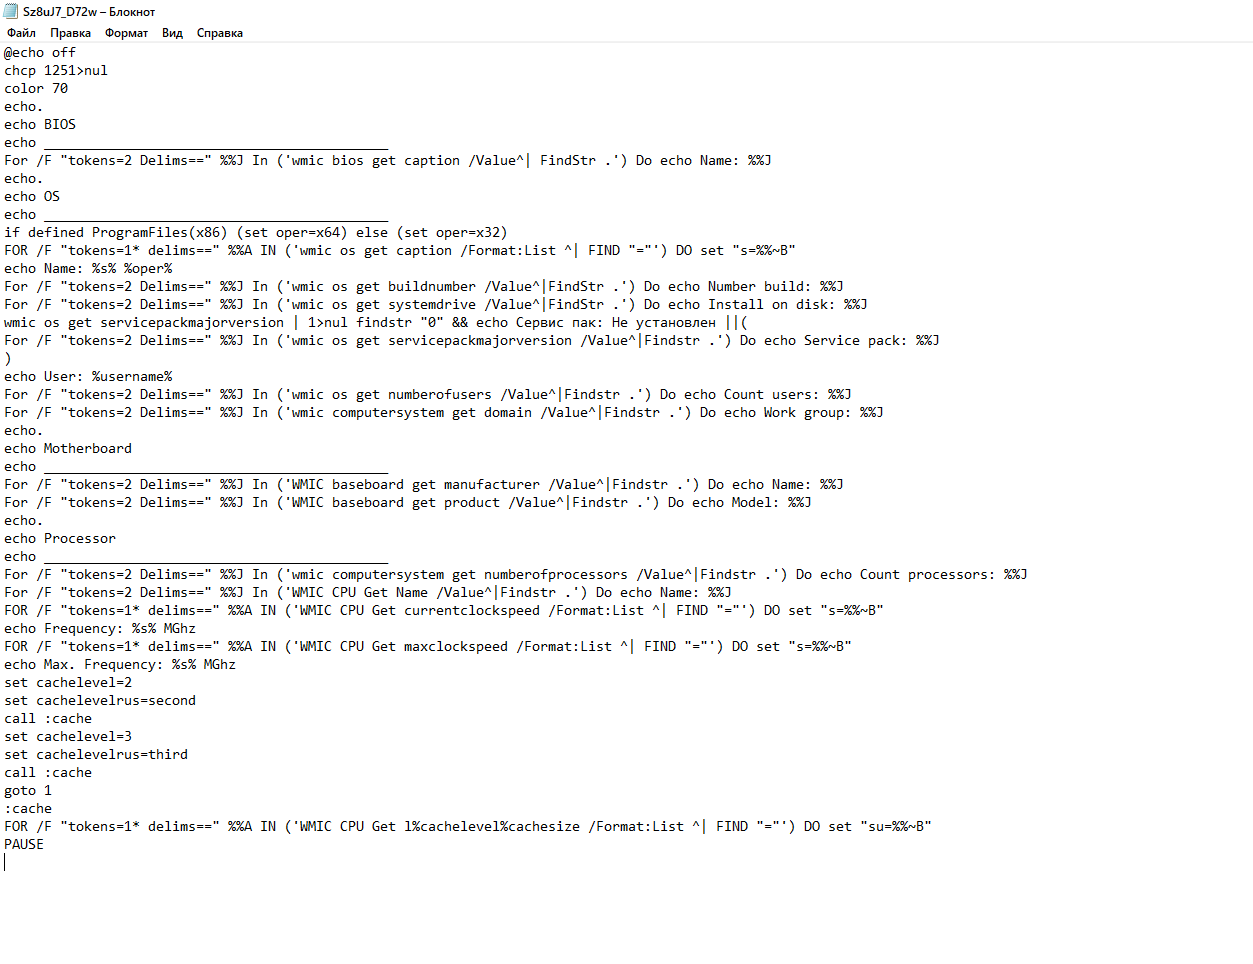 Sz8uJ7_D72w – Блокнот
Файл Правка Формат Вид Справка
@echo off
chcp 1251>nul
color 70
echo.
echo BIOS
echo ___________________________________________
For /F "tokens=2 Delims==" %%J In ('wmic bios get caption /Value^| FindStr .') Do echo Name: %%J
echo.
echo OS
echo ___________________________________________
if defined ProgramFiles(x86) (set oper=x64) else (set oper=x32)
FOR /F "tokens=1* delims==" %%A IN ('wmic os get caption /Format:List ^| FIND "="') DO set "s=%%~B"
echo Name: %s% %oper%
For /F "tokens=2 Delims==" %%J In ('wmic os get buildnumber /Value^|FindStr .') Do echo Number build: %%J
For /F "tokens=2 Delims==" %%J In ('wmic os get systemdrive /Value^|FindStr .') Do echo Install on disk: %%J
wmic os get servicepackmajorversion | 1>nul findstr "0" && echo Сервис пак: Не установлен ||(
For /F "tokens=2 Delims==" %%J In ('wmic os get servicepackmajorversion /Value^|Findstr .') Do echo Service pack: %%J
)
echo User: %username%
For /F "tokens=2 Delims==" %%J In ('wmic os get numberofusers /Value^|Findstr .') Do echo Count users: %%J
For /F "tokens=2 Delims==" %%J In ('wmic computersystem get domain /Value^|Findstr .') Do echo Work group: %%J
echo.
echo Motherboard
echo ___________________________________________
For /F "tokens=2 Delims==" %%J In ('WMIC baseboard get manufacturer /Value^|Findstr .') Do echo Name: %%J
For /F "tokens=2 Delims==" %%J In ('WMIC baseboard get product /Value^|Findstr .') Do echo Model: %%J
echo.
echo Processor
echo ___________________________________________
For /F "tokens=2 Delims==" %%J In ('wmic computersystem get numberofprocessors /Value^|Findstr .') Do echo Count processors: %%J
For /F "tokens=2 Delims==" %%J In ('WMIC CPU Get Name /Value^|Findstr .') Do echo Name: %%J
FOR /F "tokens=1* delims==" %%A IN ('WMIC CPU Get currentclockspeed /Format:List ^| FIND "="') DO set "s=%%~B"
echo Frequency: %s% MGhz
FOR /F "tokens=1* delims==" %%A IN ('WMIC CPU Get maxclockspeed /Format:List ^| FIND "="') DO set "s=%%~B"
echo Max. Frequency: %s% MGhz
set cachelevel=2
set cachelevelrus=second
call :cache
set cachelevel=3
set cachelevelrus=third
call :cache
goto 1
:cache
FOR /F "tokens=1* delims==" %%A IN ('WMIC CPU Get l%cachelevel%cachesize /Format:List ^| FIND "="') DO set "su=%%~B"
PAUSE